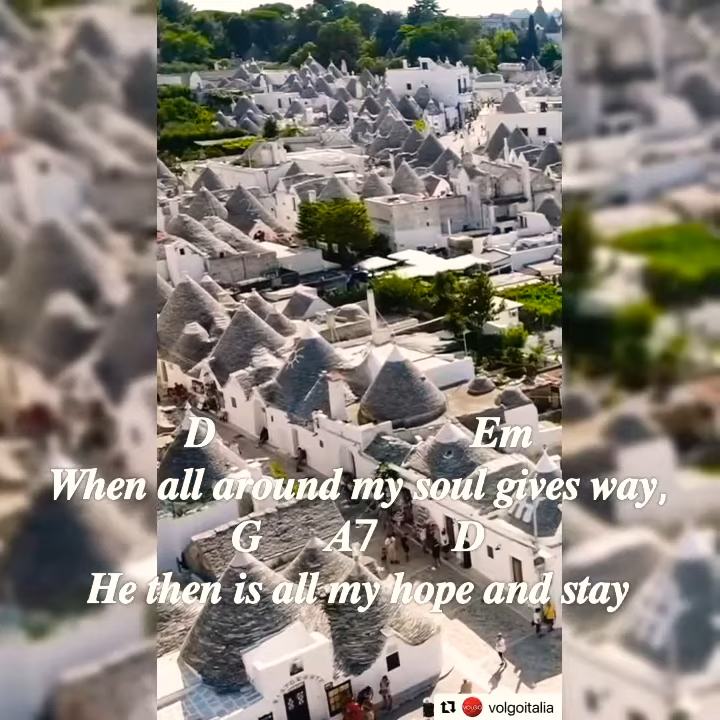 D Em
When all around my soul gives way,
G A7 D
He then is all my hope and stay
volgoitalia